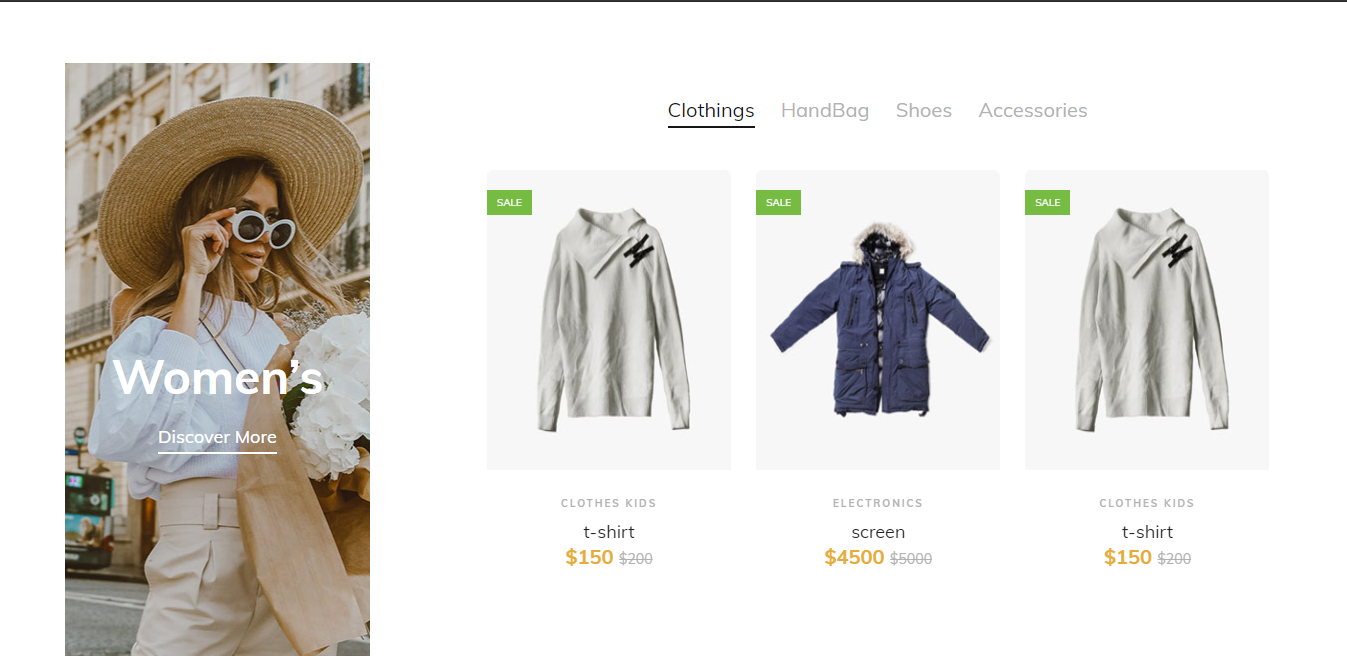 Women's
Discover More
Clothings HandBag Shoes Accessories
SALE SALE SALE
CLOTHES KIDS ELECTRONICS CLOTHES KIDS
t-shirt screen t-shirt
$150 $200 $4500 $5000 $150 $200